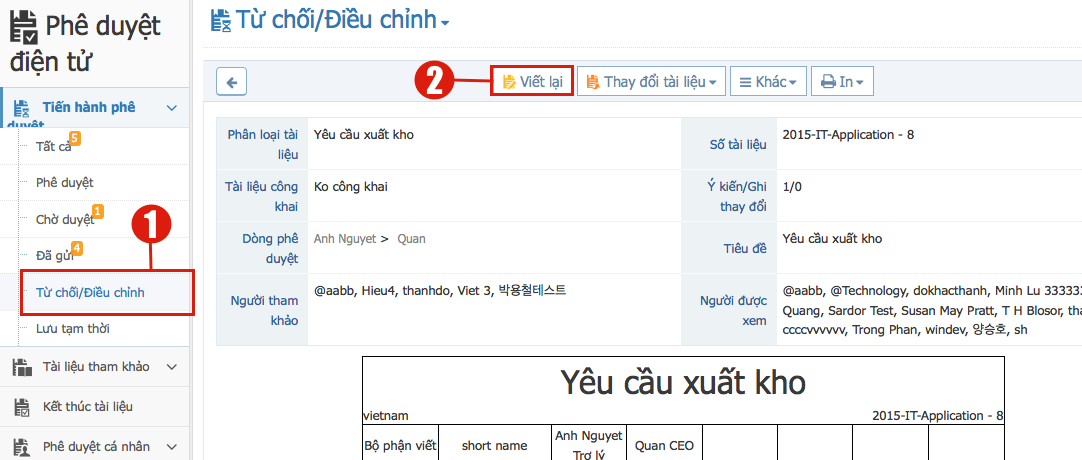 Phê duyệt
điện tử
Tiến hành phê
duyệt
Tất cả 5
Phê duyệt
Chờ duyệt 1
Đã gửi 4
1
Từ chối/Điều chỉnh
Lưu tạm thời
Tài liệu tham khảo
Kết thúc tài liệu
Phê duyệt cá nhân
Từ chối/Điều chỉnh
2
Viết lại Thay đổi tài liệu Khác In
Phân loại tài liệu Yêu cầu xuất kho Số tài liệu 2015-IT-Application - 8
Tài liệu công khai Ko công khai Ý kiến/Ghi thay đổi 1/0
Dòng phê duyệt Anh Nguyet > Quan Tiêu đề Yêu cầu xuất kho
Người tham khảo @aabb, Hieu4, thanhdo, Viet 3, 박용철테스트
Người được xem @aabb, @Technology, dokhacthanh, Minh Lu 333333
Quang, Sardor Test, Susan May Pratt, T H Blosor, tha
ccccvvvvvv, Trong Phan, windev, 양승호, sh
Yêu cầu xuất kho
vietnam 2015-IT-Application - 8
Bộ phận viết short name Anh Nguyet Trợ lý Quan CEO